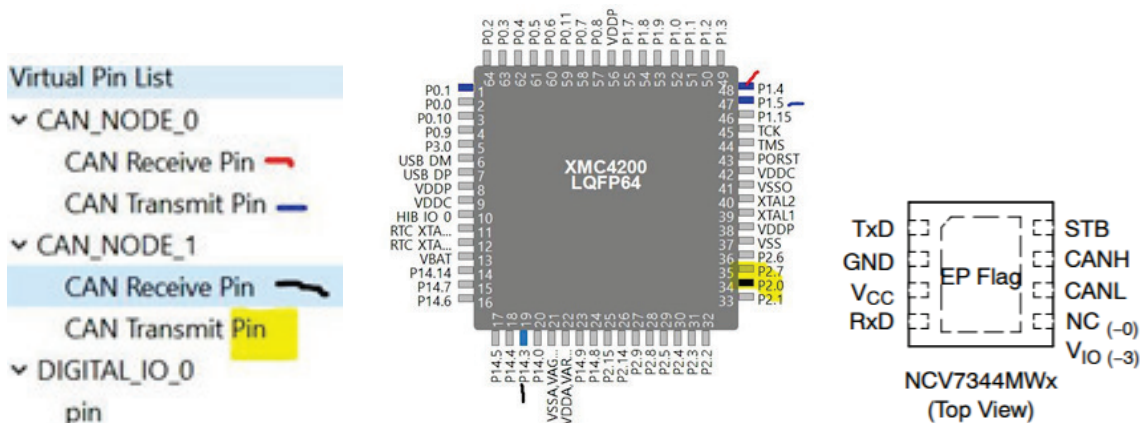 Virtual Pin List
CAN_NODE_0
CAN Receive Pin
CAN Transmit Pin
CAN_NODE_1
CAN Receive Pin
CAN Transmit Pin
DIGITAL_IO_0
pin
P0.2 P0.3 P0.4 P0.5 P0.6 P0.11 P0.7 P0.8 VDDP P1.7 P1.8 P1.9 P1.0 P1.1 P1.2 P1.3
64 63 62 61 60 59 58 57 56 55 54 53 52 51 50 49
P0.1 1
P0.0 2
P0.10 3
P0.9 4
P3.0 5
USB DM 6
USB DP 7
VDDP 8
VDDC 9
HIB IO 0 10
RTC XTA... 11
RTC XTA... 12
VBAT 13
P14.14 14
P14.7 15
P14.6 16
XMC4200
LQFP64
48 P1.4
47 P1.5
46 P1.15
45 TCK
44 TMS
43 PORST
42 VDDC
41 VSSO
40 XTAL2
39 XTAL1
38 VDDP
37 VSS
36 P2.6
35 P2.7
34 P2.0
33 P2.1
17 18 19 20 21 22 23 24 25 26 27 28 29 30 31 32
P14.5 P14.4 P14.3 P14.0 VSSA,VAG... VDDA,VAR... P14.9 P14.8 P2.15 P2.14 P2.9 P2.8 P2.5 P2.4 P2.3 P2.2
TxD
GND
VCC
RxD
EP Flag
STB
CANH
CANL
NC (–0)
VIO (–3)
NCV7344MWx
(Top View)